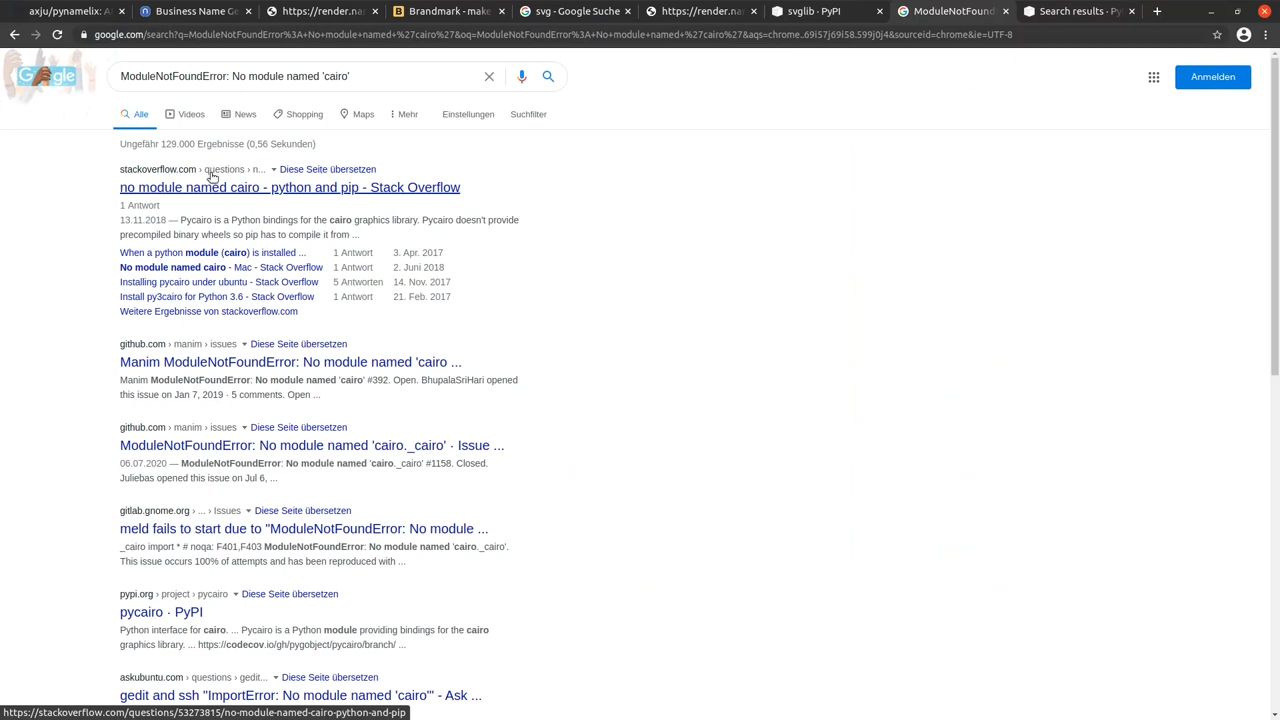 axju/pynamics.ex
Downloads - Inks
https://render.na
Brandmark - make
svg - Google Suche
https://render.na
svglib · PyPI
ModuleNotFound
Search results · P
google.com/search?q=ModuleNotFoundError%3A+No+module+named+%27cairo%27&oq=ModuleNotFoundError%3A+No+module+named+%27cairo%27&aqs=chrome..69i57j69i58.599j0j4&sourceid=chrome&ie=UTF-8
Google
ModuleNotFoundError: No module named 'cairo'
Anmelden
Alle Videos News Shopping Maps Mehr Einstellungen Suchfilter
Ungefähr 129.000 Ergebnisse (0,56 Sekunden)
stackoverflow.com › questions › n... Diese Seite übersetzen
no module named cairo - python and pip - Stack Overflow
1 Antwort
13.11.2018 — Pycairo is a Python bindings for the cairo graphics library. Pycairo doesn't provide
precompiled binary wheels so pip has to compile it from ...
When a python module (cairo) is installed ... 1 Antwort 3. Apr. 2017
No module named cairo - Mac - Stack Overflow 1 Antwort 2. Juni 2018
Installing pycairo under ubuntu - Stack Overflow 5 Antworten 14. Nov. 2017
Install py3cairo for Python 3.6 - Stack Overflow 1 Antwort 21. Feb. 2017
Weitere Ergebnisse von stackoverflow.com
github.com › manim › issues Diese Seite übersetzen
Manim ModuleNotFoundError: No module named 'cairo ...
Manim ModuleNotFoundError: No module named 'cairo' #392. Open. BhupalaSriHari opened
this issue on Jan 7, 2019 · 5 comments. Open ...
github.com › manim › issues Diese Seite übersetzen
ModuleNotFoundError: No module named 'cairo._cairo' · Issue ...
06.07.2020 — ModuleNotFoundError: No module named 'cairo._cairo' #1158. Closed.
Juliebas opened this issue on Jul 6, ...
gitlab.gnome.org › ... › Issues Diese Seite übersetzen
meld fails to start due to "ModuleNotFoundError: No module ...
_cairo import * # noqa: F401,F403 ModuleNotFoundError: No module named 'cairo._cairo'.
This issue occurs 100% of attempts and has been reproduced with ...
pypi.org › project › pycairo Diese Seite übersetzen
pycairo · PyPI
Python interface for cairo. ... Pycairo is a Python module providing bindings for the cairo
graphics library. ... https://codecov.io/gh/pygobject/pycairo/branch/ ...
askubuntu.com › questions › gedit... Diese Seite übersetzen
gedit and ssh "ImportError: No module named 'cairo'" - Ask ...
https://stackoverflow.com/questions/53273815/no-module-named-cairo-python-and-pip